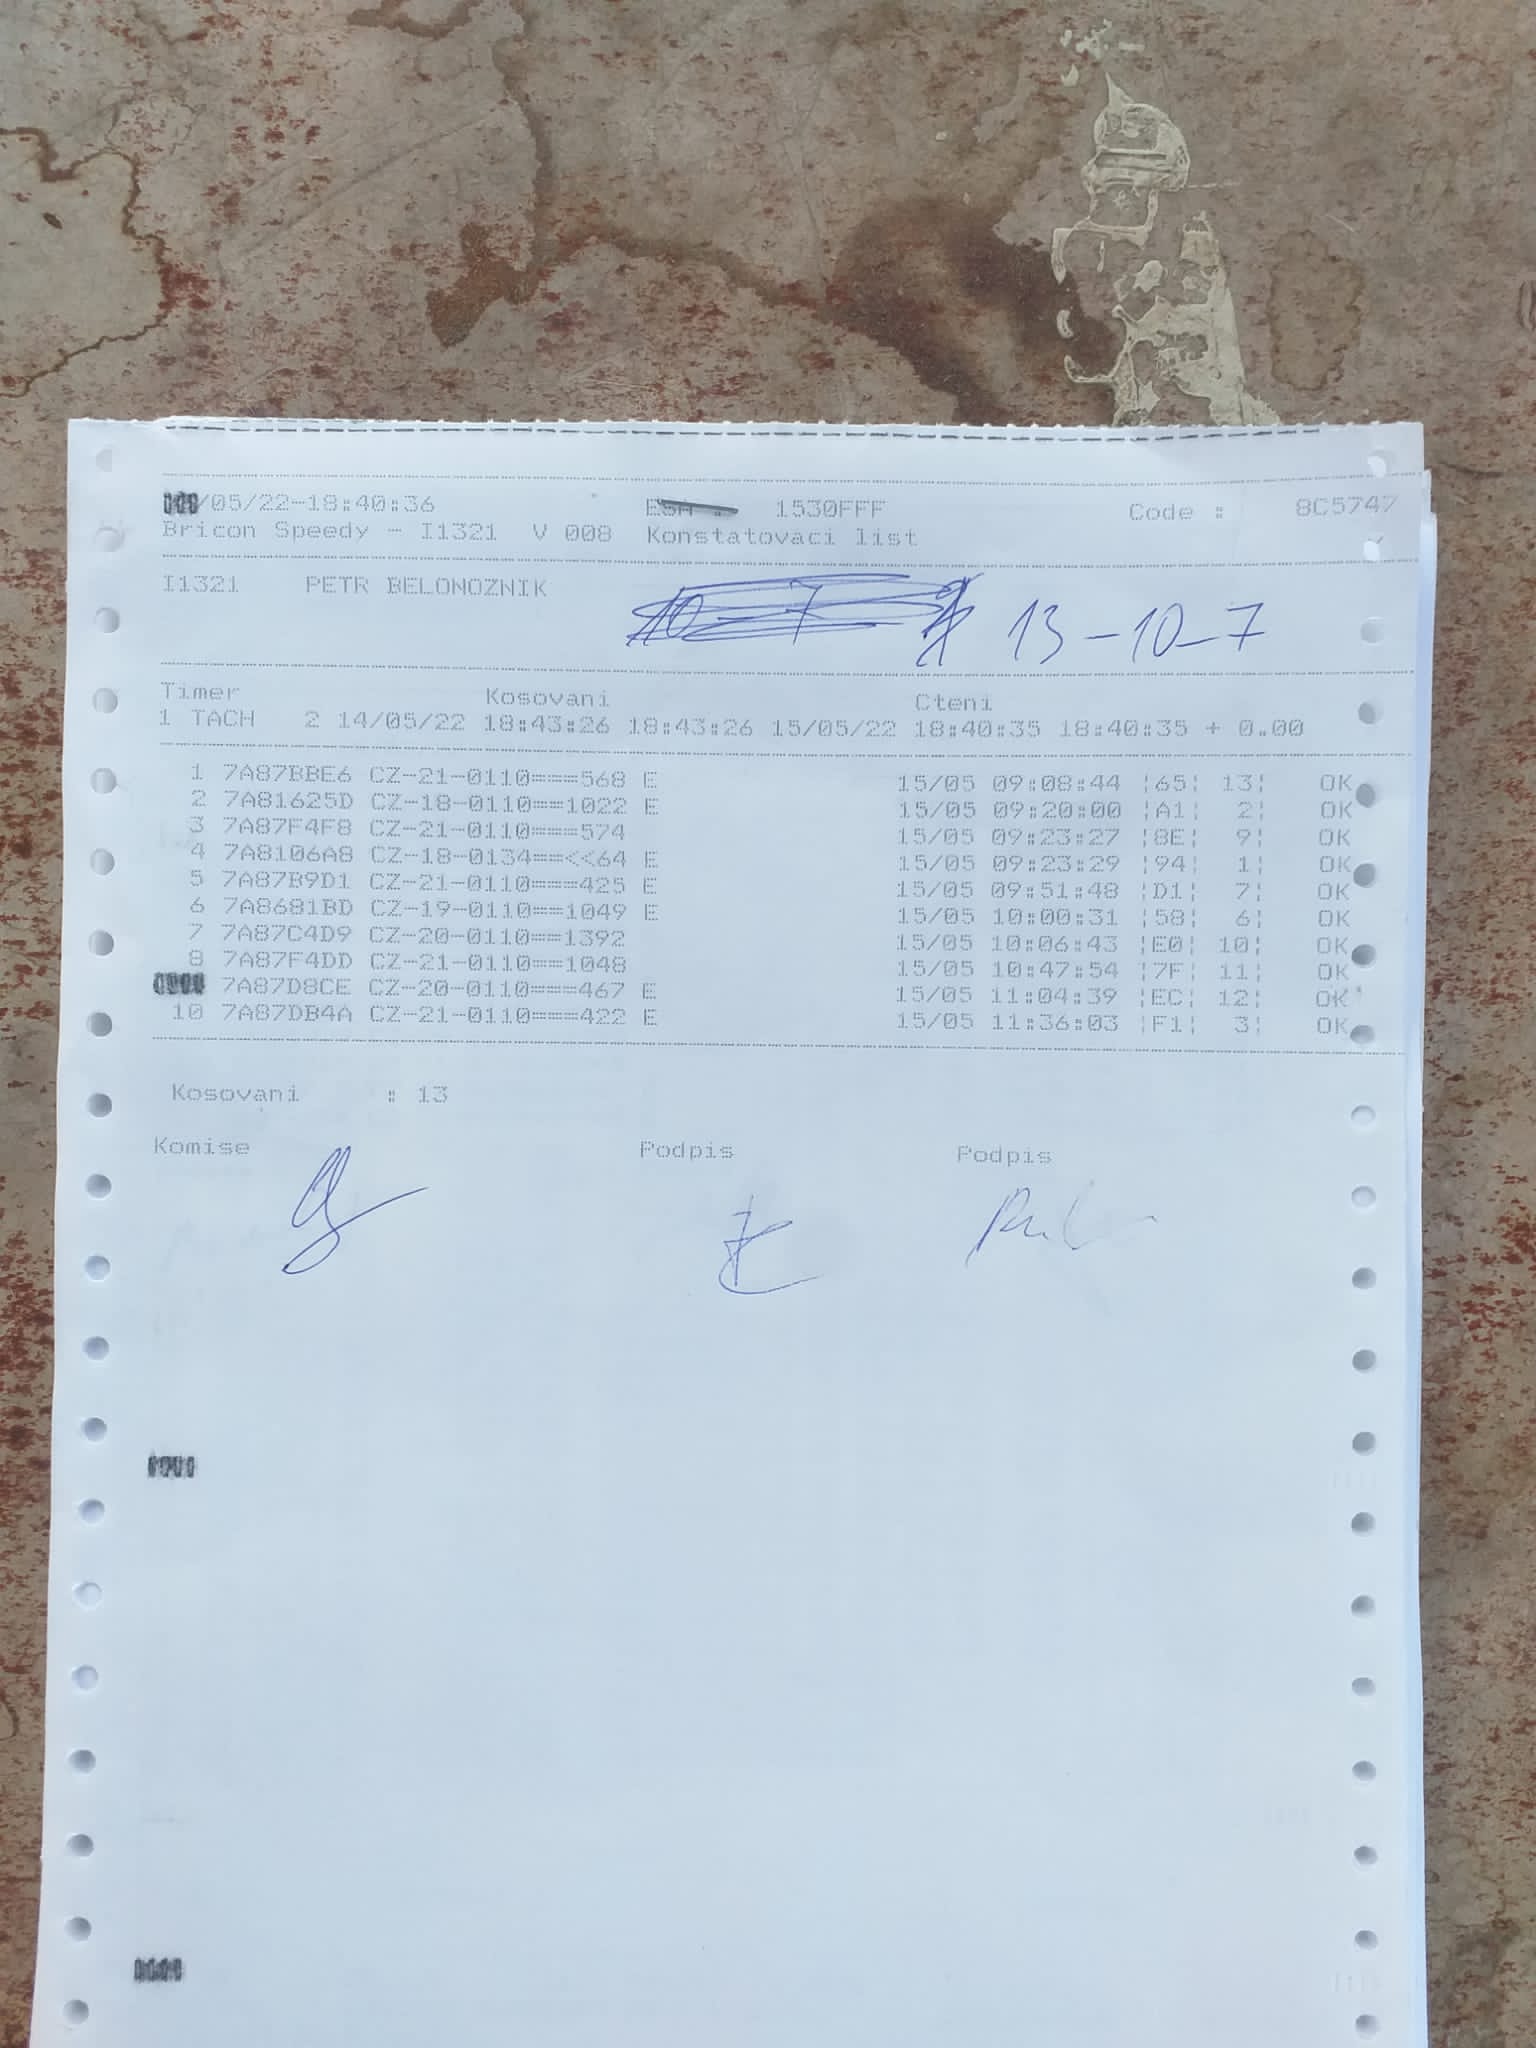 /05/22-18:40:36 ESA : 1530FFF Code : 8C5747
Bricon Speedy - I1321 V 008 Konstatovaci list
I1321 PETR BELONOZNIK
13-10-7
Timer Kosovani Cteni
1 TACH 2 14/05/22 18:43:26 18:43:26 15/05/22 18:40:35 18:40:35 + 0.00
1 7A87BBE6 CZ-21-0110===568 E 15/05 09:08:44 ¦65¦ 13¦ OK
2 7A81625D CZ-18-0110==1022 E 15/05 09:20:00 ¦A1¦ 2¦ OK
3 7A87F4F8 CZ-21-0110===574 15/05 09:23:27 ¦8E¦ 9¦ OK
4 7A8106A8 CZ-18-0134==<<64 E 15/05 09:23:29 ¦94¦ 1¦ OK
5 7A87B9D1 CZ-21-0110===425 E 15/05 09:51:48 ¦D1¦ 7¦ OK
6 7A8681BD CZ-19-0110==1049 E 15/05 10:00:31 ¦58¦ 6¦ OK
7 7A87C4D9 CZ-20-0110==1392 15/05 10:06:43 ¦E0¦ 10¦ OK
8 7A87F4DD CZ-21-0110==1048 15/05 10:47:54 ¦7F¦ 11¦ OK
7A87D8CE CZ-20-0110===467 E 15/05 11:04:39 ¦EC¦ 12¦ OK
10 7A87DB4A CZ-21-0110===422 E 15/05 11:36:03 ¦F1¦ 3¦ OK
Kosovani : 13
Komise Podpis Podpis